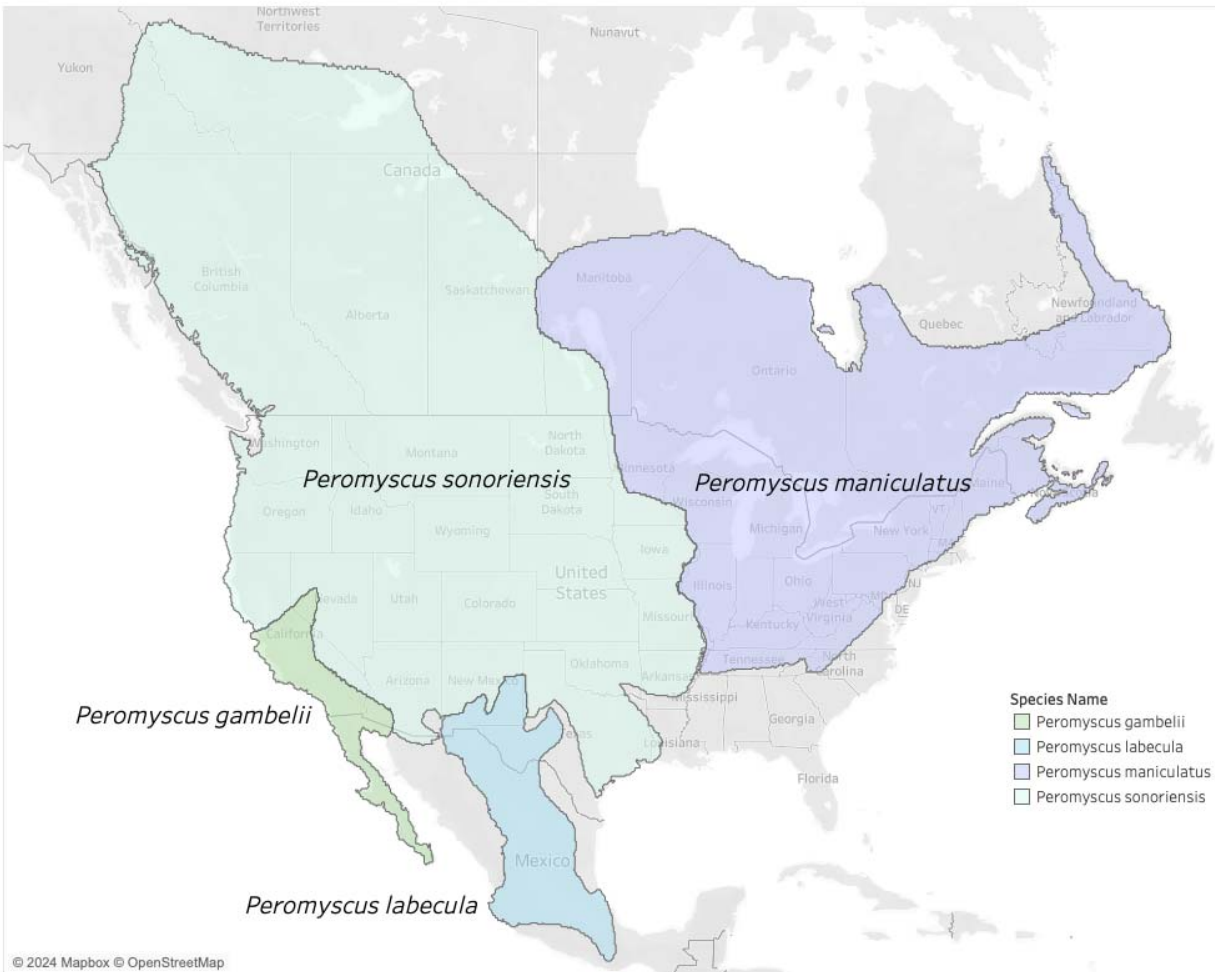 Northwest
Territories
Nunavut
Yukon
Canada
British
Columbia
Alberta
Saskatchewan
Manitoba
Ontario
Quebec
Newfoundland
and Labrador
Washington
Montana
North
Dakota
Minnesota
Peromyscus sonoriensis
Peromyscus maniculatus
Maine
Nova Scotia
Oregon
Idaho
South
Dakota
Wisconsin
Michigan
VT
New York
MA
Wyoming
Iowa
United
States
Nevada
Utah
Colorado
Illinois
Ohio
NJ
MD
DE
Missouri
West
Virginia
Kentucky
California
Oklahoma
Tennessee
North
Carolina
Arizona
New Mexico
Arkansas
Mississippi
Peromyscus gambelii
Texas
Louisiana
Georgia
Florida
Species Name
Peromyscus gambelii
Peromyscus labecula
Peromyscus maniculatus
Peromyscus sonoriensis
Mexico
Peromyscus labecula
© 2024 Mapbox © OpenStreetMap